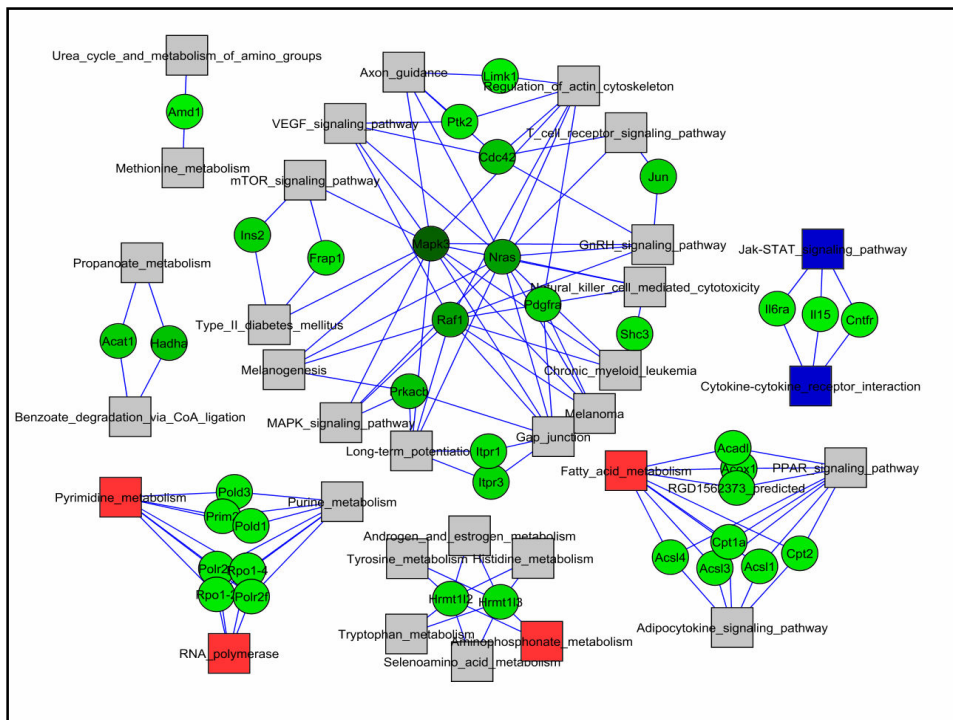 Urea_cycle_and_metabolism_of_amino_groups
Axon_guidance
Limk1
Regulation_of_actin_cytoskeleton
Amd1
VEGF_signaling_pathway
Ptk2
T_cell_receptor_signaling_pathway
Methionine_metabolism
Cdc42
mTOR_signaling_pathway
Jun
Ins2
Mapk3
Nras
GnRH_signaling_pathway
Jak-STAT_signaling_pathway
Frap1
Propanoate_metabolism
Natural_killer_cell_mediated_cytotoxicity
Pdgfra
Il6ra
Il15
Cntfr
Type_II_diabetes_mellitus
Raf1
Shc3
Acat1
Hadha
Melanogenesis
Chronic_myeloid_leukemia
Cytokine-cytokine_receptor_interaction
Prkacb
Benzoate_degradation_via_CoA_ligation
MAPK_signaling_pathway
Melanoma
Long-term_potentiation
Gap_junction
Itpr1
Itpr3
Acadl
Fatty_acid_metabolism
Acox1
PPAR_signaling_pathway
RGD1562373_predicted
Pyrimidine_metabolism
Pold3
Purine_metabolism
Prim2
Pold1
Androgen_and_estrogen_metabolism
Tyrosine_metabolism
Histidine_metabolism
Cpt1a
Cpt2
Acsl4
Acsl3
Acsl1
Rpo1-4
Polr2f
Hrmt1l2
Hrmt1l3
Tryptophan_metabolism
Aminophosphonate_metabolism
Adipocytokine_signaling_pathway
RNA_polymerase
Selenoamino_acid_metabolism